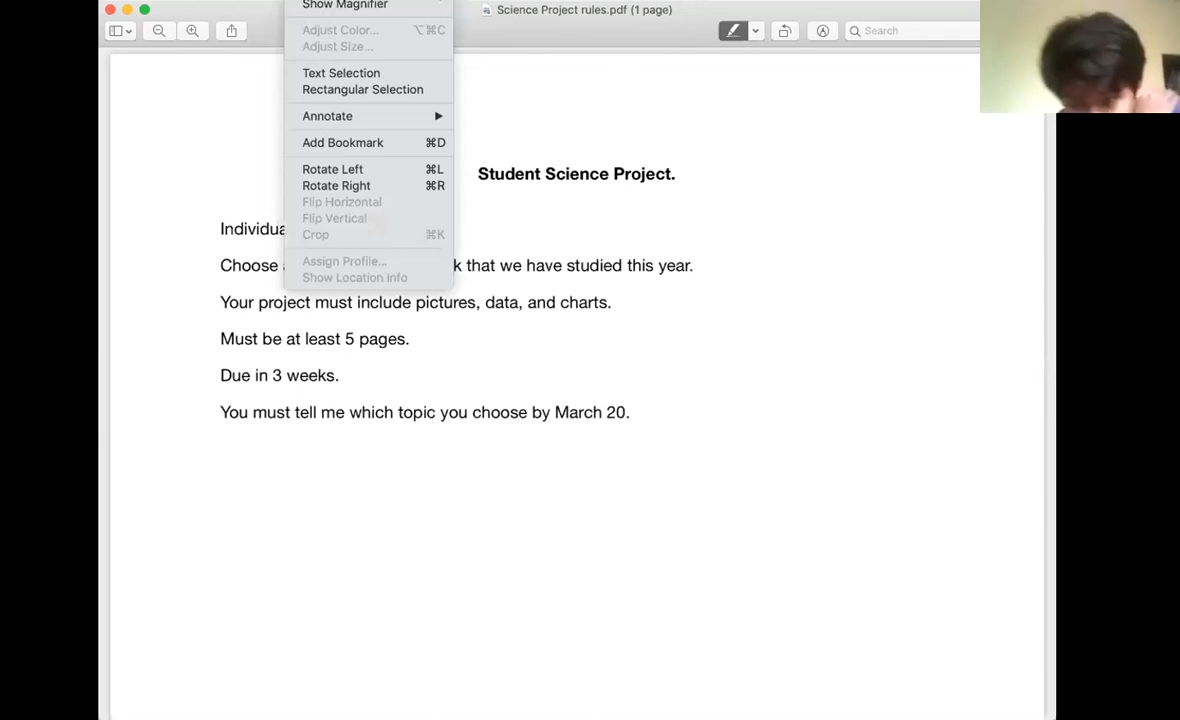 Show Magnifier
Science Project rules.pdf (1 page)
Adjust Color... ⌥⌘C
Search
Adjust Size...
Text Selection
Rectangular Selection
Annotate
Add Bookmark ⌘D
Rotate Left ⌘L
Student Science Project.
Rotate Right ⌘R
Flip Horizontal
Flip Vertical
Individua
Crop ⌘K
Assign Profile...
Choose k that we have studied this year.
Show Location Info
Your project must include pictures, data, and charts.
Must be at least 5 pages.
Due in 3 weeks.
You must tell me which topic you choose by March 20.